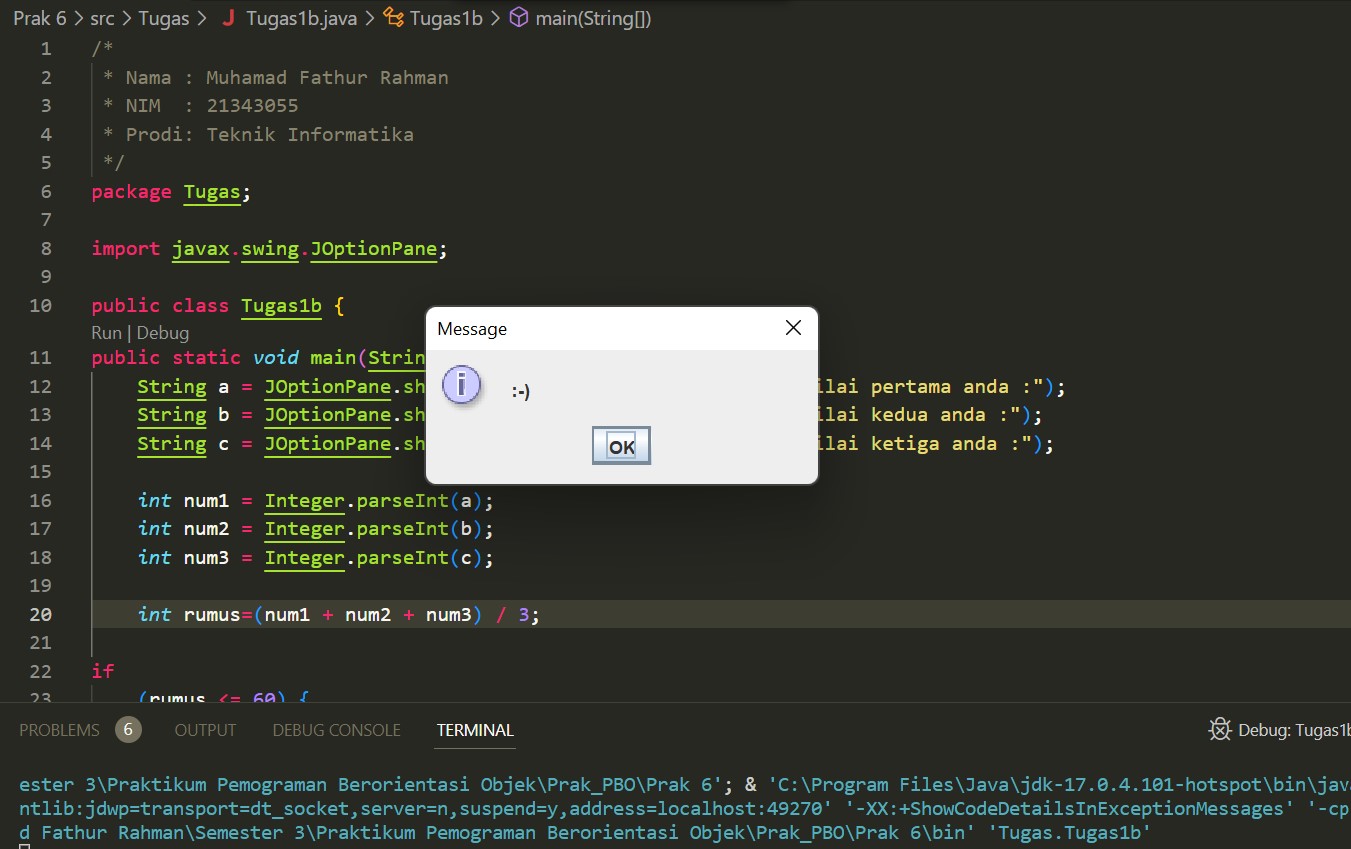 Prak 6 > src > Tugas > J Tugas1b.java > Tugas1b > main(String[])
1 /*
2 * Nama : Muhamad Fathur Rahman
3 * NIM  : 21343055
4 * Prodi: Teknik Informatika
5 */
6 package Tugas;
7
8 import javax.swing.JOptionPane;
9
10 public class Tugas1b {
Run | Debug
11 public static void main(Strin
12 String a = JOptionPane.sh ilai pertama anda :");
13 String b = JOptionPane.sh ilai kedua anda :");
14 String c = JOptionPane.sh ilai ketiga anda :");
15
16 int num1 = Integer.parseInt(a);
17 int num2 = Integer.parseInt(b);
18 int num3 = Integer.parseInt(c);
19
20 int rumus=(num1 + num2 + num3) / 3;
21
22 if
23 (rumus <= 60) {
Message
i
:-)
OK
PROBLEMS 6 OUTPUT DEBUG CONSOLE TERMINAL Debug: Tugas1b
ester 3\Praktikum Pemograman Berorientasi Objek\Prak_PBO\Prak 6'; & 'C:\Program Files\Java\jdk-17.0.4.101-hotspot\bin\jav
ntlib:jdwp=transport=dt_socket,server=n,suspend=y,address=localhost:49270' '-XX:+ShowCodeDetailsInExceptionMessages' '-cp
d Fathur Rahman\Semester 3\Praktikum Pemograman Berorientasi Objek\Prak_PBO\Prak 6\bin' 'Tugas.Tugas1b'